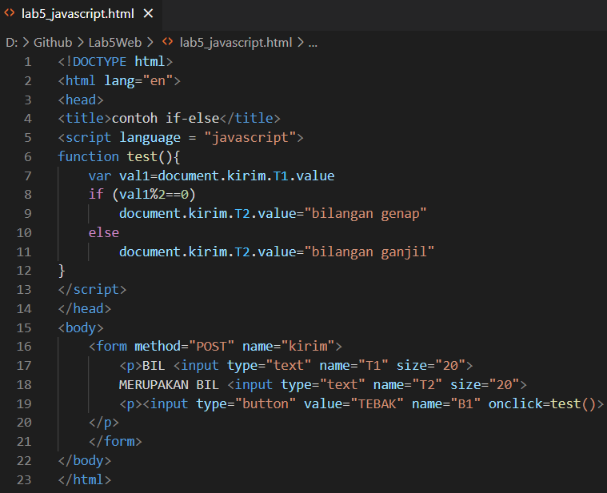 lab5_javascript.html
D: > Github > Lab5Web > lab5_javascript.html > ...
1 <!DOCTYPE html>
2 <html lang="en">
3 <head>
4 <title>contoh if-else</title>
5 <script language = "javascript">
6 function test(){
7     var val1=document.kirim.T1.value
8     if (val1%2==0)
9         document.kirim.T2.value="bilangan genap"
10     else
11         document.kirim.T2.value="bilangan ganjil"
12 }
13 </script>
14 </head>
15 <body>
16     <form method="POST" name="kirim">
17         <p>BIL <input type="text" name="T1" size="20">
18         MERUPAKAN BIL <input type="text" name="T2" size="20">
19         <p><input type="button" value="TEBAK" name="B1" onclick=test()>
20     </p>
21     </form>
22 </body>
23 </html>